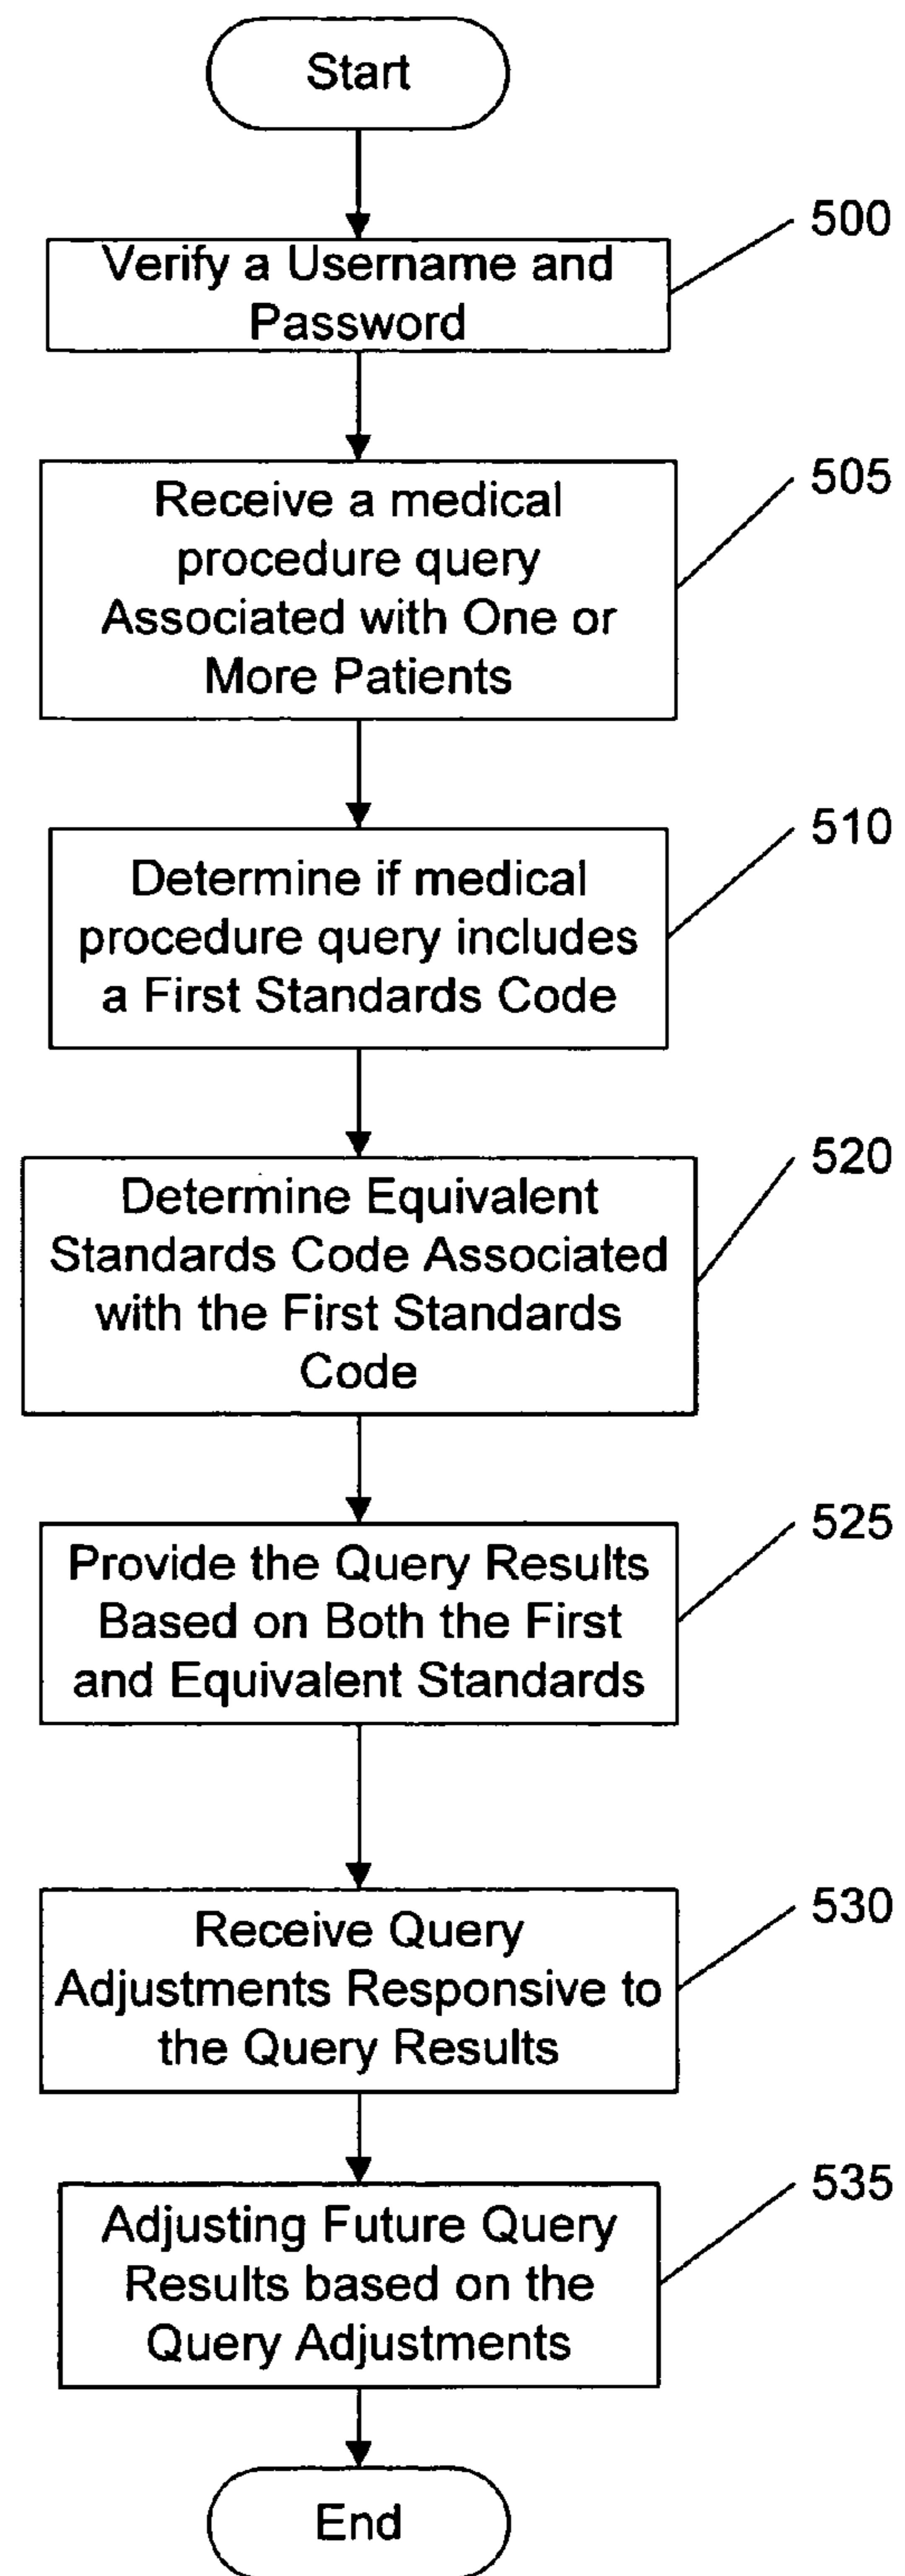 Start
500
Verify a Username and
Password
505
Receive a medical
procedure query
Associated with One or
More Patients
510
Determine if medical
procedure query includes
a First Standards Code
520
Determine Equivalent
Standards Code Associated
with the First Standards
Code
525
Provide the Query Results
Based on Both the First
and Equivalent Standards
530
Receive Query
Adjustments Responsive to
the Query Results
535
Adjusting Future Query
Results based on the
Query Adjustments
End